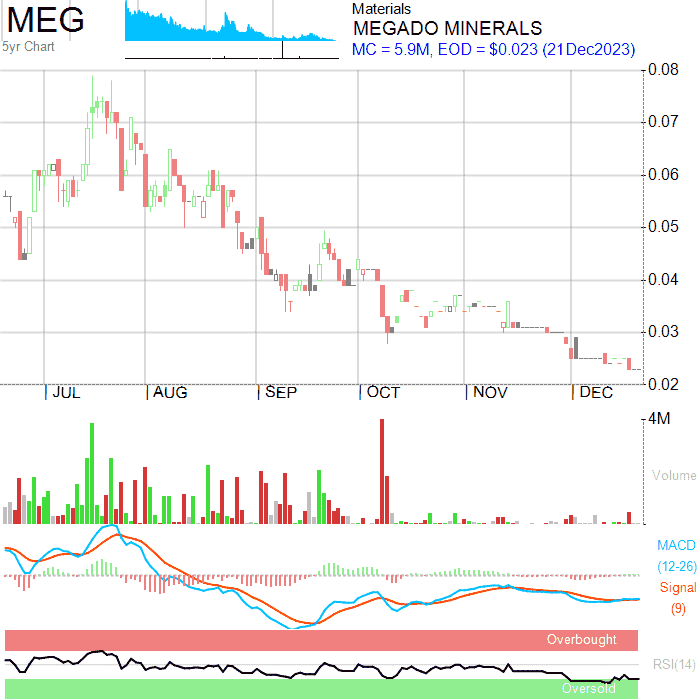 MEG
5yr Chart
Materials
MEGADO MINERALS
MC = 5.9M, EOD = $0.023 (21Dec2023)
0.08
0.07
0.06
0.05
0.04
0.03
0.02
JUL AUG SEP OCT NOV DEC
4M
Volume
MACD
(12-26)
Signal
(9)
Overbought
RSI(14)
Oversold